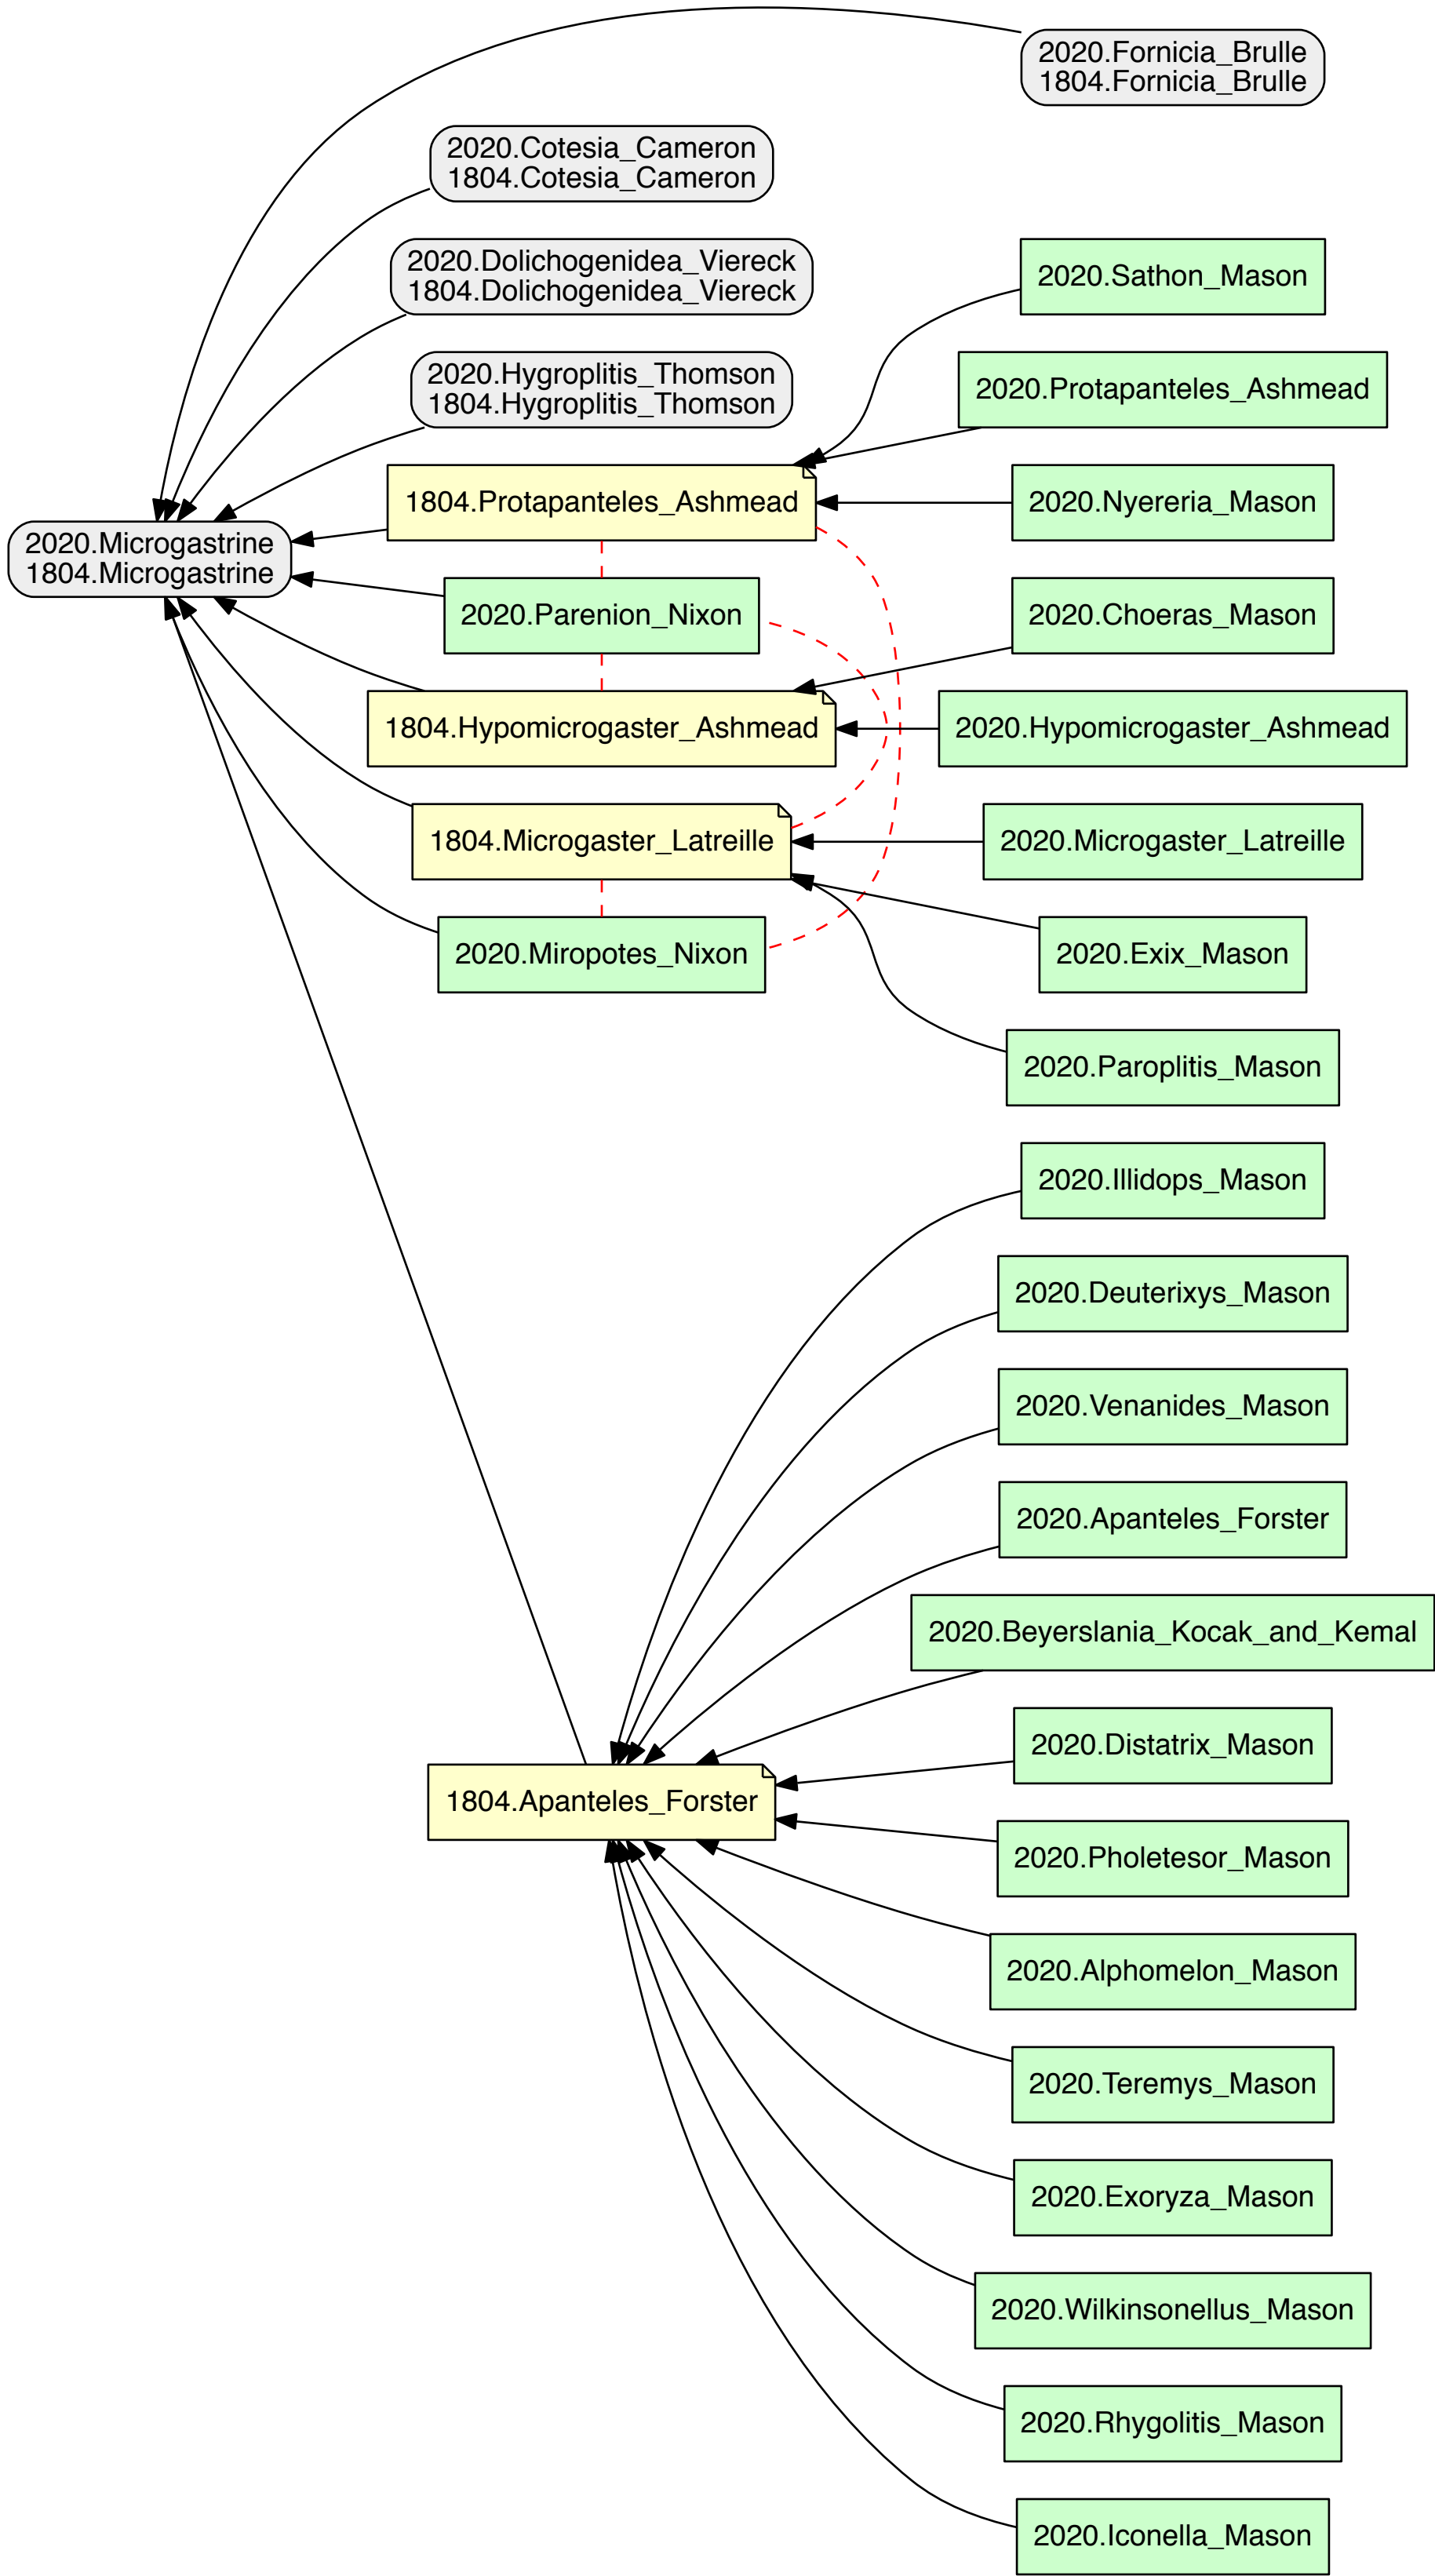 2020.Fornicia_Brulle
1804.Fornicia_Brulle
2020.Cotesia_Cameron
1804.Cotesia_Cameron
2020.Dolichogenidea_Viereck
1804.Dolichogenidea_Viereck
2020.Sathon_Mason
2020.Hygroplitis_Thomson
1804.Hygroplitis_Thomson
2020.Protapanteles_Ashmead
1804.Protapanteles_Ashmead
2020.Nyereria_Mason
2020.Microgastrine
1804.Microgastrine
2020.Parenion_Nixon
2020.Choeras_Mason
1804.Hypomicrogaster_Ashmead
2020.Hypomicrogaster_Ashmead
1804.Microgaster_Latreille
2020.Microgaster_Latreille
2020.Miropotes_Nixon
2020.Exix_Mason
2020.Paroplitis_Mason
2020.Illidops_Mason
2020.Deuterixys_Mason
2020.Venanides_Mason
2020.Apanteles_Forster
2020.Beyerslania_Kocak_and_Kemal
2020.Distatrix_Mason
1804.Apanteles_Forster
2020.Pholetesor_Mason
2020.Alphomelon_Mason
2020.Teremys_Mason
2020.Exoryza_Mason
2020.Wilkinsonellus_Mason
2020.Rhygolitis_Mason
2020.Iconella_Mason